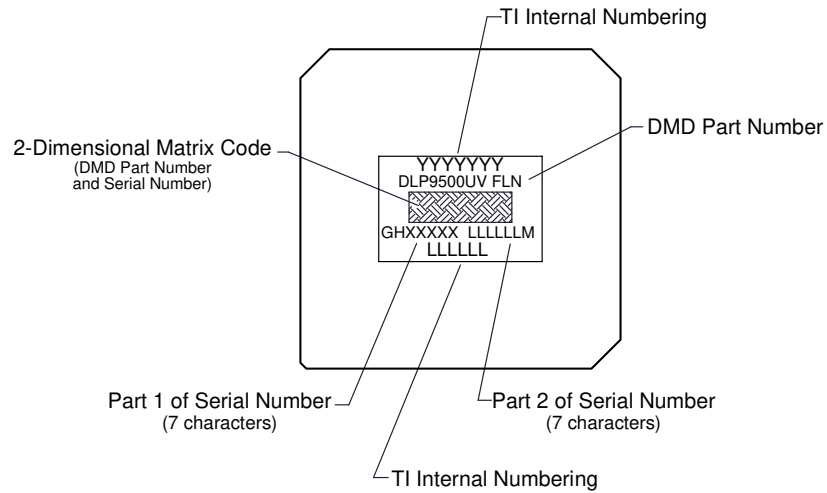 TI Internal Numbering
DMD Part Number
2-Dimensional Matrix Code
(DMD Part Number
and Serial Number)
YYYYYYY
DLP9500UV FLN
GHXXXXX LLLLLLM
LLLLLL
Part 1 of Serial Number
(7 characters)
Part 2 of Serial Number
(7 characters)
TI Internal Numbering